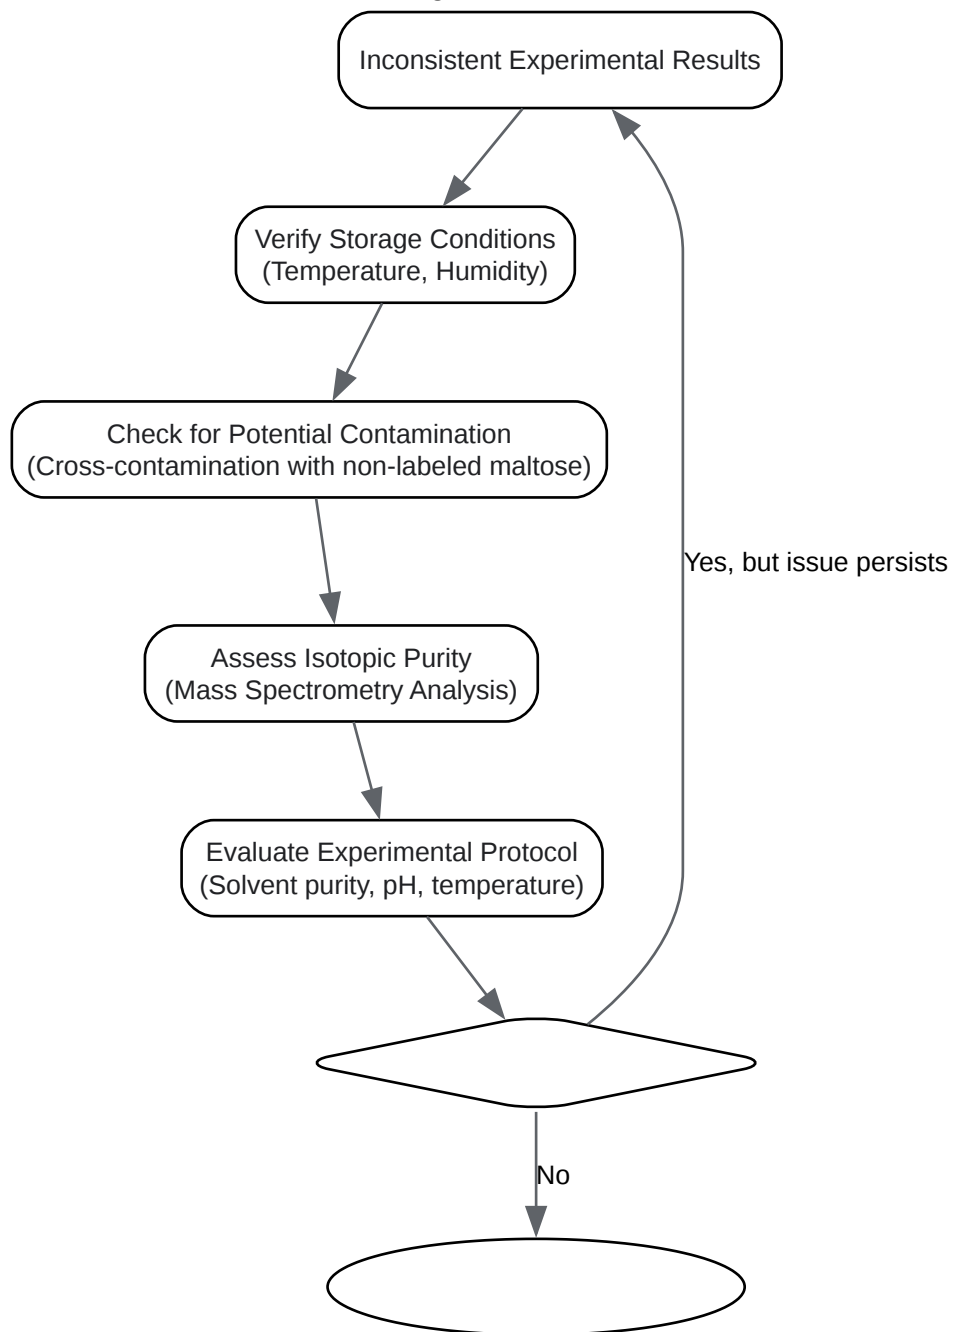 Inconsistent Experimental Results
Verify Storage Conditions
(Temperature, Humidity)
Check for Potential Contamination
(Cross-contamination with non-labeled maltose)
Yes, but issue persists
Assess Isotopic Purity
(Mass Spectrometry Analysis)
Evaluate Experimental Protocol
(Solvent purity, pH, temperature)
No